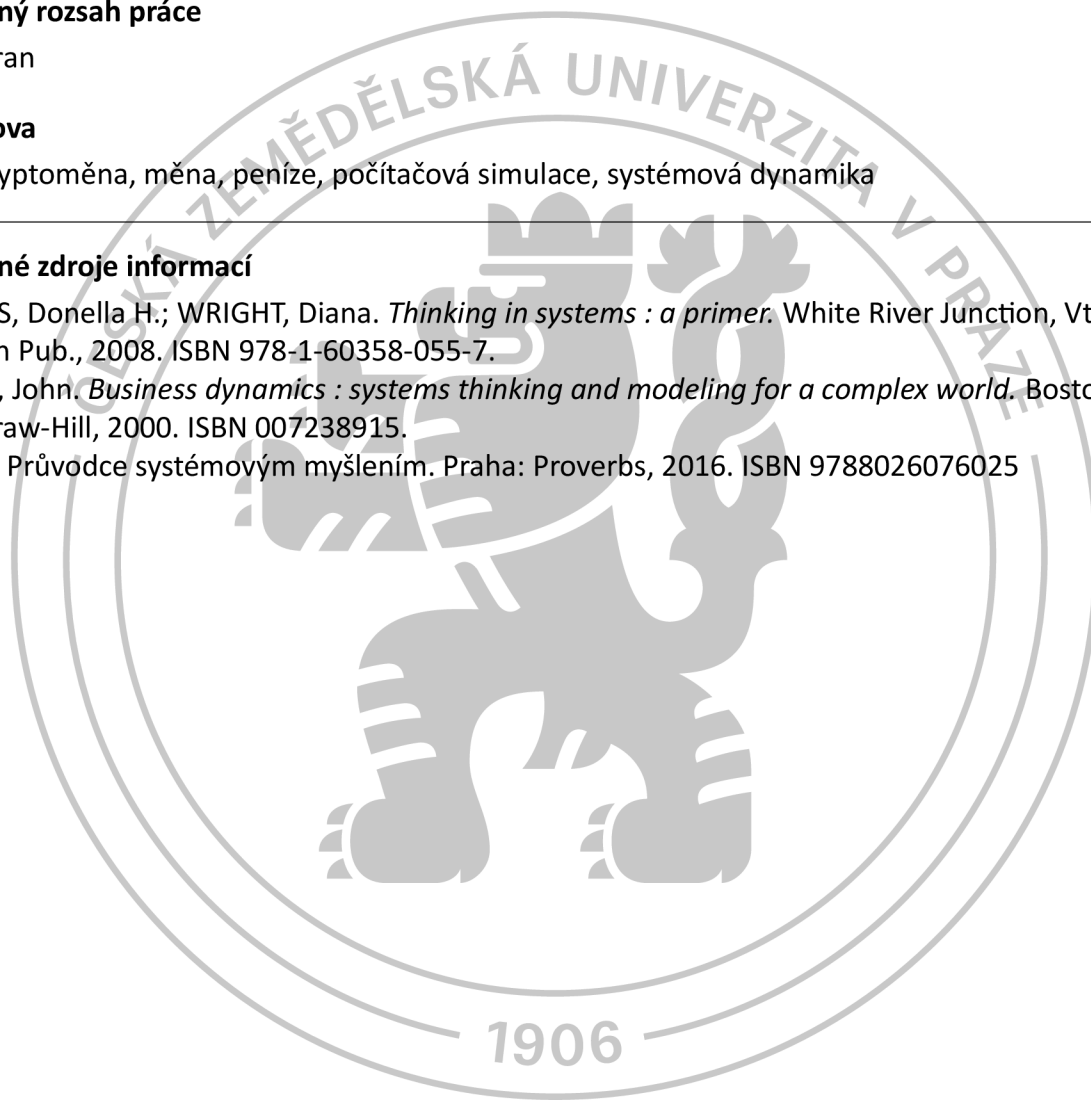 ný rozsah práce
ran
ova
yptoměna, měna, peníze, počítačová simulace, systémová dynamika
né zdroje informací
S, Donella H.; WRIGHT, Diana. Thinking in systems : a primer. White River Junction, Vt
n Pub., 2008. ISBN 978-1-60358-055-7.
, John. Business dynamics : systems thinking and modeling for a complex world. Bosto
raw-Hill, 2000. ISBN 007238915.
Průvodce systémovým myšlením. Praha: Proverbs, 2016. ISBN 9788026076025
ČESKÁ ZEMĚDĚLSKÁ UNIVERZITA V PRAZE
1906